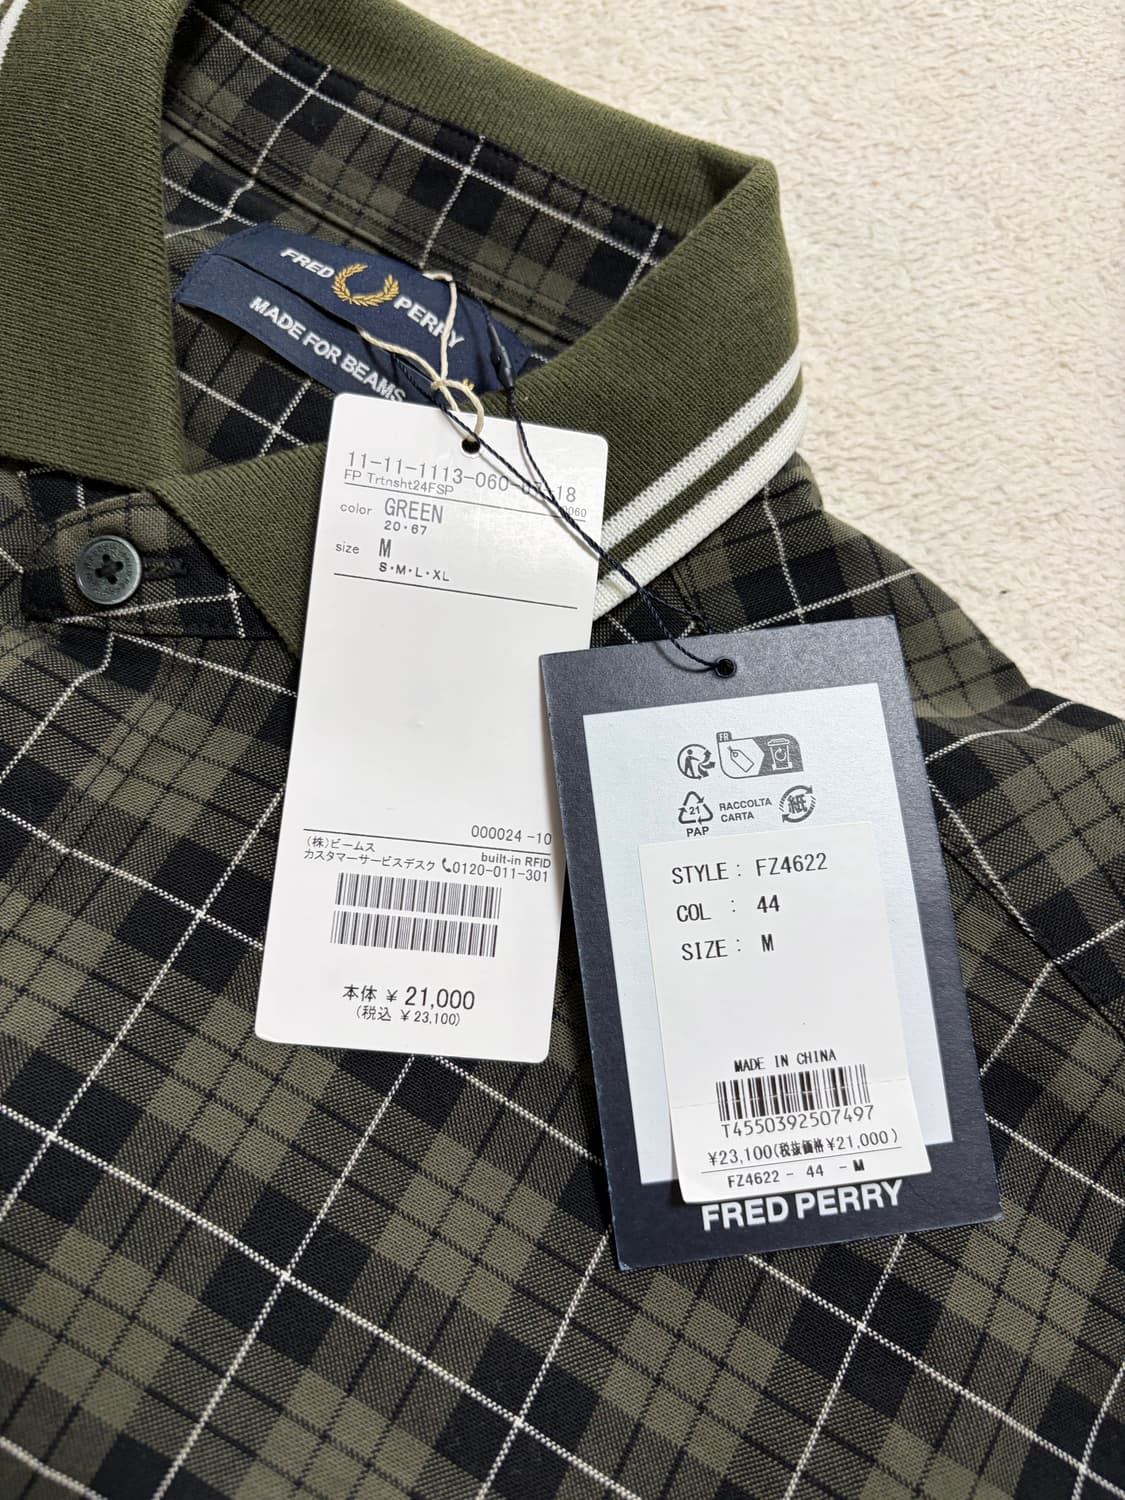 FRED PERRY
MADE FOR BEAMS
11-11-1113-060-07-18
FP Trtnsht24FSP
0060
color GREEN
20・67
size M
S・M・L・XL
000024 -10
(株)ビームス
built-in RFID
カスタマーサービスデスク 0120-011-301
本体 ¥ 21,000
(税込 ¥ 23,100)
FR
21
PAP
RACCOLTA
CARTA
紙
STYLE : FZ4622
COL : 44
SIZE : M
MADE IN CHINA
T4550392507497
¥23,100(税抜価格¥21,000)
FZ4622 - 44 - M
FRED PERRY